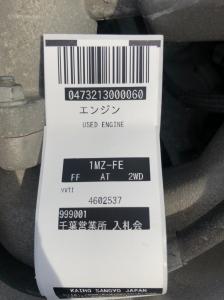 0473213000060
エンジン
USED ENGINE
1MZ-FE
FF AT 2WD
vvti
4602537
999001
千葉営業所 入札会
KAIHO SANGYO JAPAN